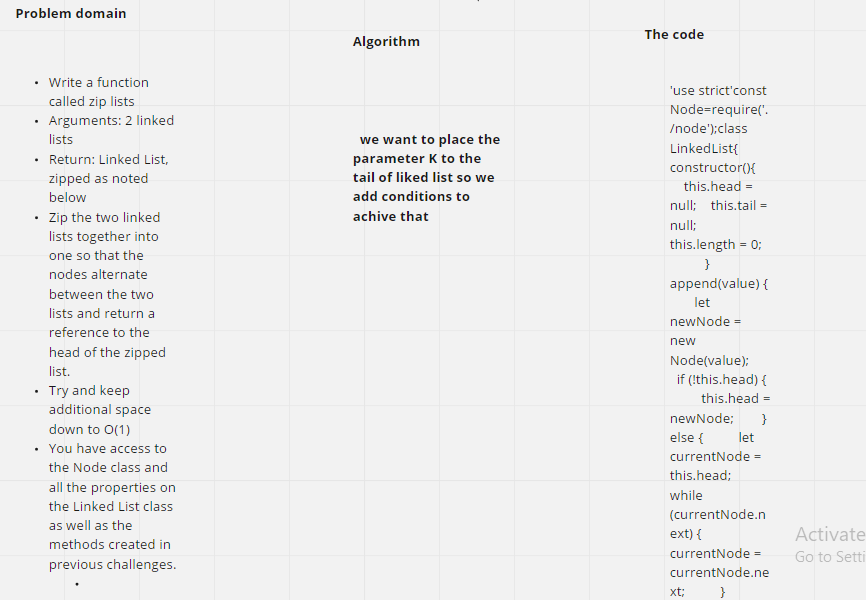 Problem domain
• Write a function
called zip lists
• Arguments: 2 linked
lists
• Return: Linked List,
zipped as noted
below
• Zip the two linked
lists together into
one so that the
nodes alternate
between the two
lists and return a
reference to the
head of the zipped
list.
• Try and keep
additional space
down to O(1)
• You have access to
the Node class and
all the properties on
the Linked List class
as well as the
methods created in
previous challenges.
•
Algorithm
we want to place the
parameter K to the
tail of liked list so we
add conditions to
achive that
The code
'use strict'const
Node=require('.
/node');class
LinkedList{
constructor(){
this.head =
null; this.tail =
null;
this.length = 0;
}
append(value) {
let
newNode =
new
Node(value);
if (!this.head) {
this.head =
newNode; }
else { let
currentNode =
this.head;
while
(currentNode.n
ext) {
currentNode =
currentNode.ne
xt; }
Activate
Go to Setti